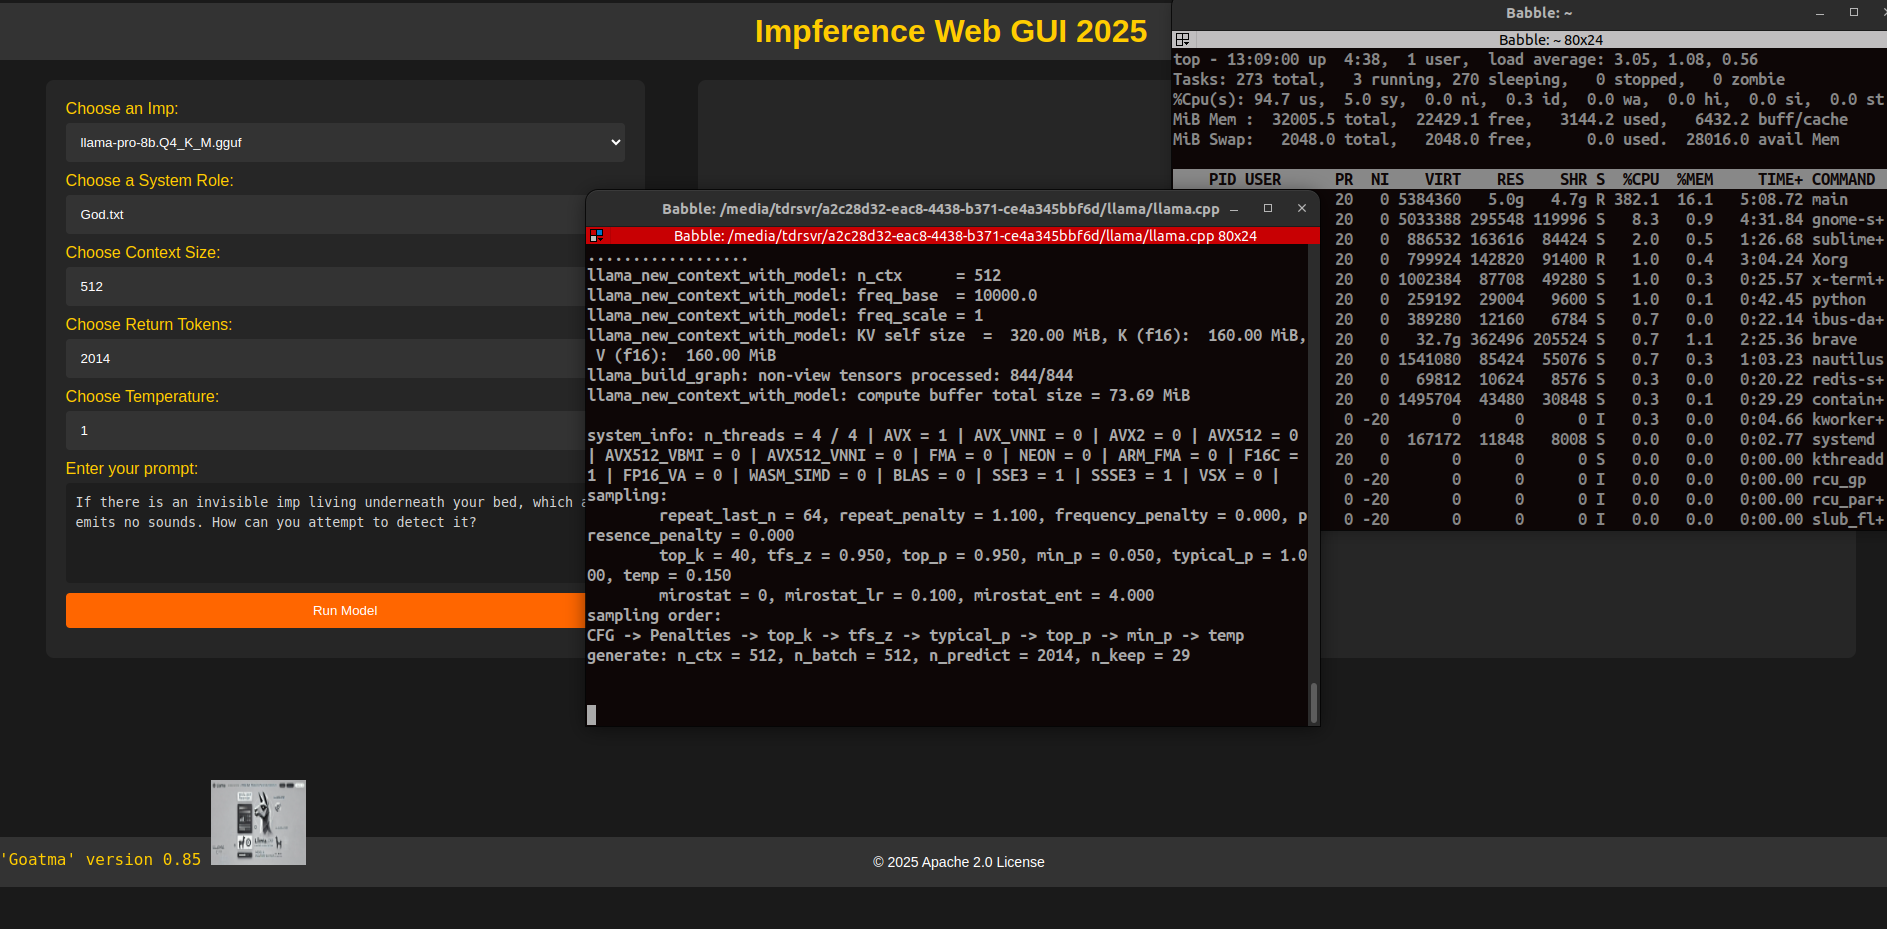 Impference Web GUI 2025
Choose an Imp:
llama-pro-8b.Q4_K_M.gguf
Choose a System Role:
God.txt
Choose Context Size:
512
Choose Return Tokens:
2014
Choose Temperature:
1
Enter your prompt:
If there is an invisible imp living underneath your bed, which a
emits no sounds. How can you attempt to detect it?
Run Model
Babble: ~
Babble: ~ 80x24
top - 13:09:00 up  4:38,  1 user,  load average: 3.05, 1.08, 0.56
Tasks: 273 total,   3 running, 270 sleeping,   0 stopped,   0 zombie
%Cpu(s): 94.7 us,  5.0 sy,  0.0 ni,  0.3 id,  0.0 wa,  0.0 hi,  0.0 si,  0.0 st
MiB Mem :  32005.5 total,  22429.1 free,   3144.2 used,   6432.2 buff/cache
MiB Swap:   2048.0 total,   2048.0 free,      0.0 used.  28016.0 avail Mem
PID USER      PR  NI    VIRT    RES    SHR S  %CPU  %MEM     TIME+ COMMAND
20   0 5384360   5.0g   4.7g R 382.1  16.1   5:08.72 main
20   0 5033388 295548 119996 S   8.3   0.9   4:31.84 gnome-s+
20   0  886532 163616  84424 S   2.0   0.5   1:26.68 sublime+
20   0  799924 142820  91400 R   1.0   0.4   3:04.24 Xorg
20   0 1002384  87708  49280 S   1.0   0.3   0:25.57 x-termi+
20   0  259192  29004   9600 S   1.0   0.1   0:42.45 python
20   0  389280  12160   6784 S   0.7   0.0   0:22.14 ibus-da+
20   0   32.7g 362496 205524 S   0.7   1.1   2:25.36 brave
20   0 1541080  85424  55076 S   0.7   0.3   1:03.23 nautilus
20   0   69812  10624   8576 S   0.3   0.0   0:20.22 redis-s+
20   0 1495704  43480  30848 S   0.3   0.1   0:29.29 contain+
0 -20       0      0      0 I   0.3   0.0   0:04.66 kworker+
20   0  167172  11848   8008 S   0.0   0.0   0:02.77 systemd
20   0       0      0      0 S   0.0   0.0   0:00.00 kthreadd
0 -20       0      0      0 I   0.0   0.0   0:00.00 rcu_gp
0 -20       0      0      0 I   0.0   0.0   0:00.00 rcu_par+
0 -20       0      0      0 I   0.0   0.0   0:00.00 slub_fl+
Babble: /media/tdrsvr/a2c28d32-eac8-4438-b371-ce4a345bbf6d/llama/llama.cpp
Babble: /media/tdrsvr/a2c28d32-eac8-4438-b371-ce4a345bbf6d/llama/llama.cpp 80x24
..................
llama_new_context_with_model: n_ctx      = 512
llama_new_context_with_model: freq_base  = 10000.0
llama_new_context_with_model: freq_scale = 1
llama_new_context_with_model: KV self size  =  320.00 MiB, K (f16):  160.00 MiB,
V (f16):  160.00 MiB
llama_build_graph: non-view tensors processed: 844/844
llama_new_context_with_model: compute buffer total size = 73.69 MiB
system_info: n_threads = 4 / 4 | AVX = 1 | AVX_VNNI = 0 | AVX2 = 0 | AVX512 = 0
| AVX512_VBMI = 0 | AVX512_VNNI = 0 | FMA = 0 | NEON = 0 | ARM_FMA = 0 | F16C =
1 | FP16_VA = 0 | WASM_SIMD = 0 | BLAS = 0 | SSE3 = 1 | SSSE3 = 1 | VSX = 0 |
sampling:
repeat_last_n = 64, repeat_penalty = 1.100, frequency_penalty = 0.000, p
resence_penalty = 0.000
top_k = 40, tfs_z = 0.950, top_p = 0.950, min_p = 0.050, typical_p = 1.0
00, temp = 0.150
mirostat = 0, mirostat_lr = 0.100, mirostat_ent = 4.000
sampling order:
CFG -> Penalties -> top_k -> tfs_z -> typical_p -> top_p -> min_p -> temp
generate: n_ctx = 512, n_batch = 512, n_predict = 2014, n_keep = 29
'Goatma' version 0.85
© 2025 Apache 2.0 License